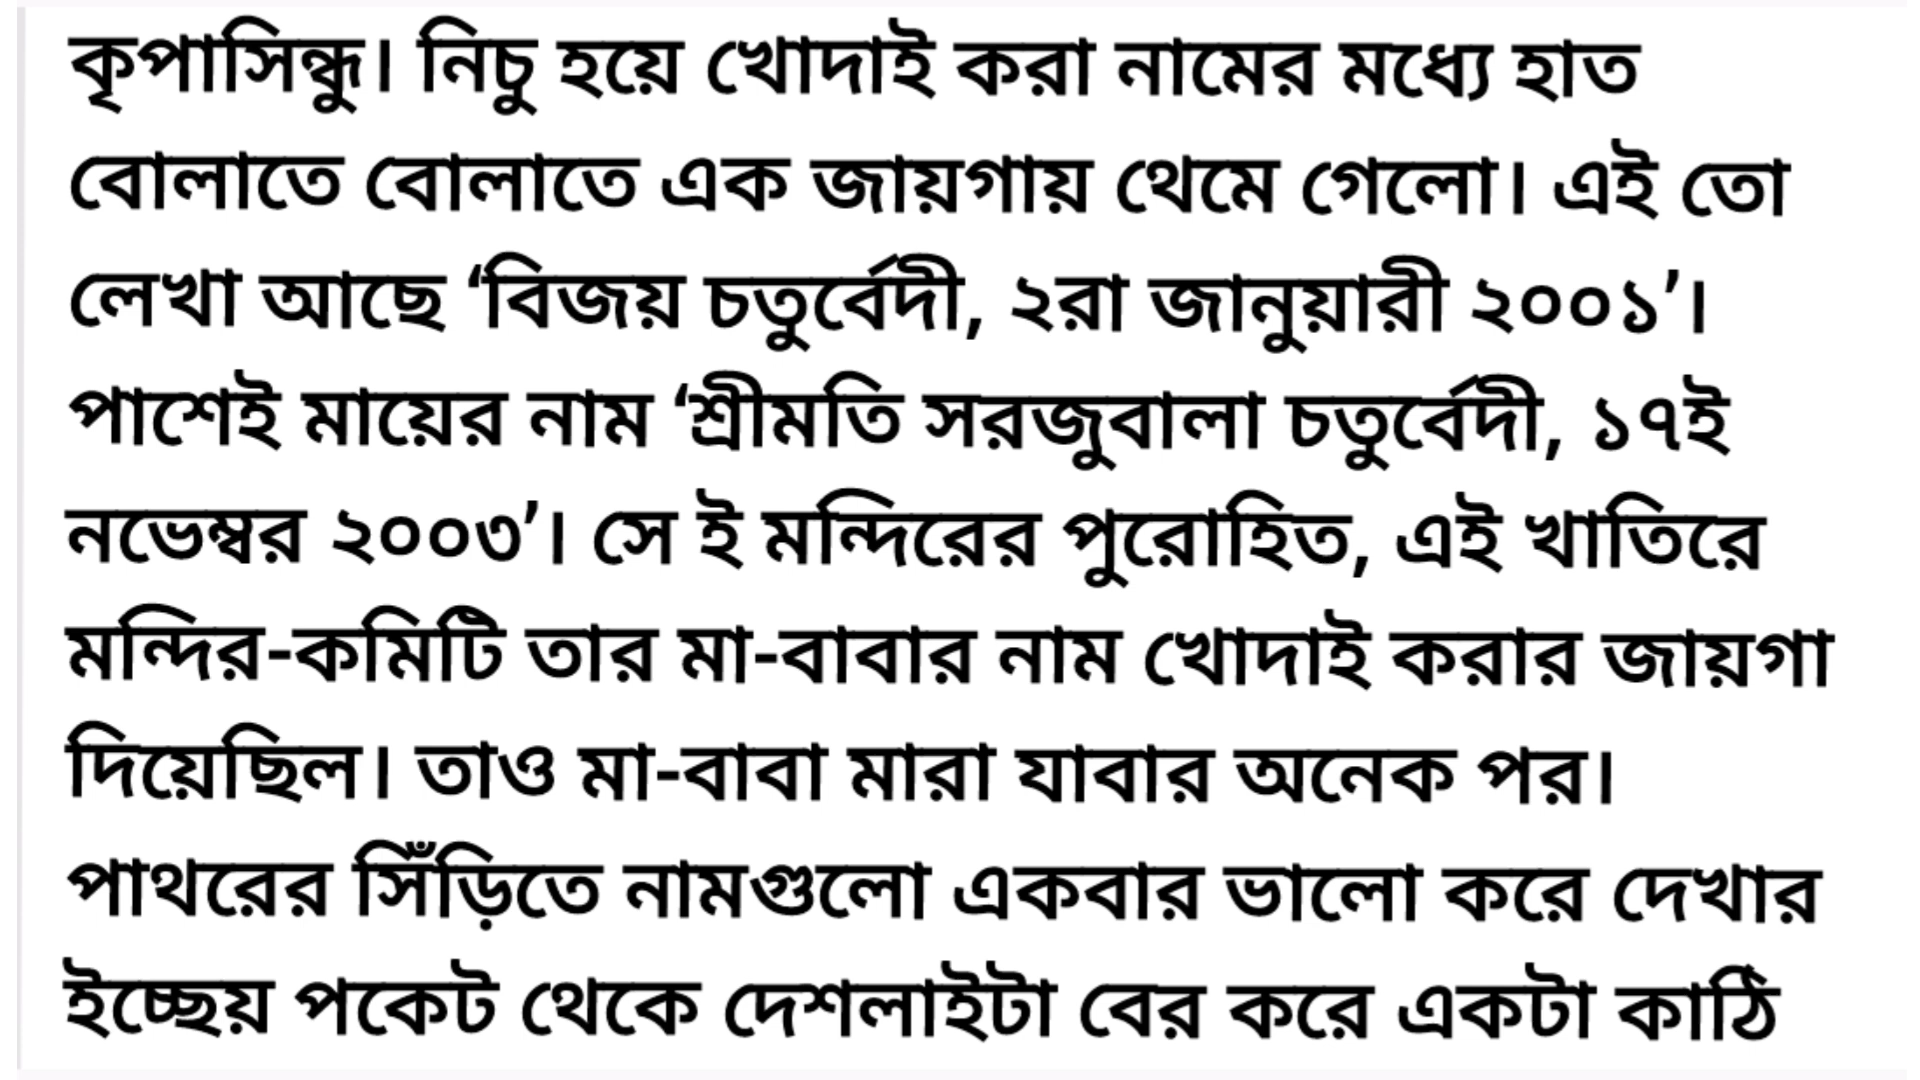 কৃপাসিন্ধু। নিচু হয়ে খোদাই করা নামের মধ্যে হাত
বোলাতে বোলাতে এক জায়গায় থেমে গেলো। এই তো
লেখা আছে ‘বিজয় চতুর্বেদী, ২রা জানুয়ারী ২০০১’।
পাশেই মায়ের নাম ‘শ্রীমতি সরজুবালা চতুর্বেদী, ১৭ই
নভেম্বর ২০০৩’। সে ই মন্দিরের পুরোহিত, এই খাতিরে
মন্দির-কমিটি তার মা-বাবার নাম খোদাই করার জায়গা
দিয়েছিল। তাও মা-বাবা মারা যাবার অনেক পর।
পাথরের সিঁড়িতে নামগুলো একবার ভালো করে দেখার
ইচ্ছেয় পকেট থেকে দেশলাইটা বের করে একটা কাঠি